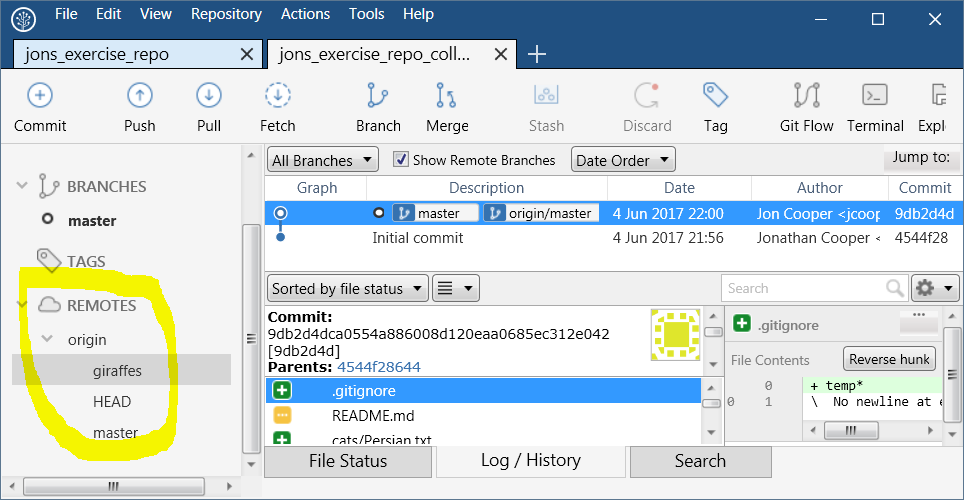 File Edit View Repository Actions Tools Help
jons_exercise_repo
jons_exercise_repo_coll...
Commit Push Pull Fetch Branch Merge Stash Discard Tag Git Flow Terminal Expl
BRANCHES
master
TAGS
REMOTES
origin
giraffes
HEAD
master
All Branches Show Remote Branches Date Order Jump to:
Graph Description Date Author Commit
master origin/master 4 Jun 2017 22:00 Jon Cooper <jcoop 9db2d4d
Initial commit 4 Jun 2017 21:56 Jonathan Cooper < 4544f28
Sorted by file status Search
Commit:
9db2d4dca0554a886008d120eaa0685ec312e042
[9db2d4d]
Parents: 4544f28644
.gitignore
README.md
cats/Persian.txt
.gitignore
File Contents Reverse hunk
0 + temp*
0 1 \ No newline at e
File Status Log / History Search